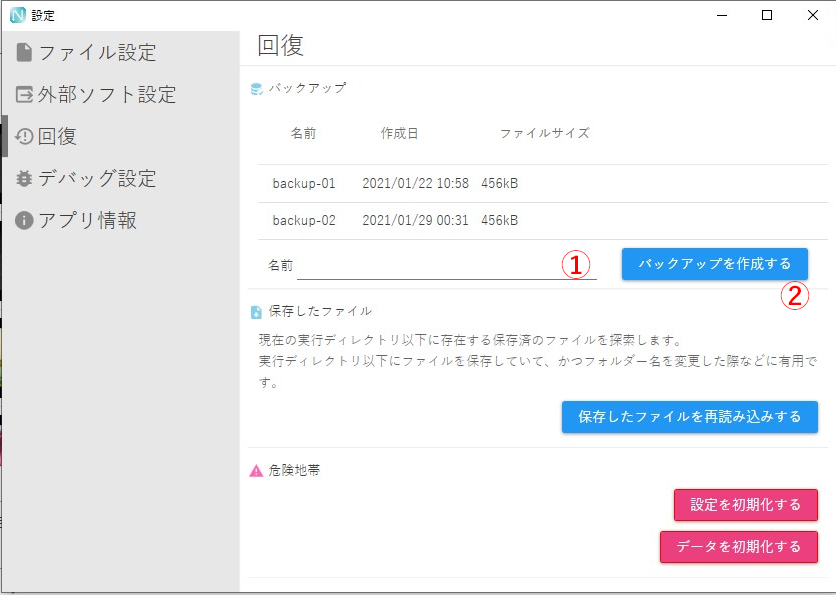 設定
ファイル設定
外部ソフト設定
回復
デバッグ設定
アプリ情報
回復
バックアップ
名前 作成日 ファイルサイズ
backup-01 2021/01/22 10:58 456kB
backup-02 2021/01/29 00:31 456kB
名前 ① バックアップを作成する
②
保存したファイル
現在の実行ディレクトリ以下に存在する保存済のファイルを探索します。
実行ディレクトリ以下にファイルを保存していて、かつフォルダー名を変更した際などに有用で
す。
保存したファイルを再読み込みする
危険地帯
設定を初期化する
データを初期化する